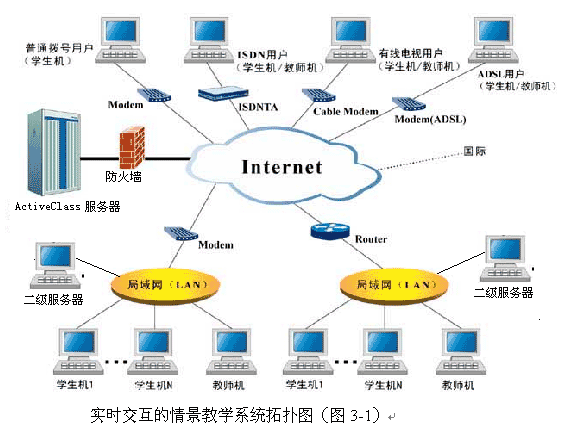 普通拨号用户
(学生机)
ISDN用户
(学生机/教师机)
有线电视用户
(学生机/教师机)
ADSL用户
(学生机/教师机)
Modem
ISDNTA
Cable Modem
Modem(ADSL)
Internet
国际
防火墙
ActiveClass 服务器
Modem
Router
二级服务器
局域网（LAN）
局域网（LAN）
二级服务器
学生机1
学生机N
教师机
学生机1
学生机N
教师机
实时交互的情景教学系统拓扑图（图 3-1）